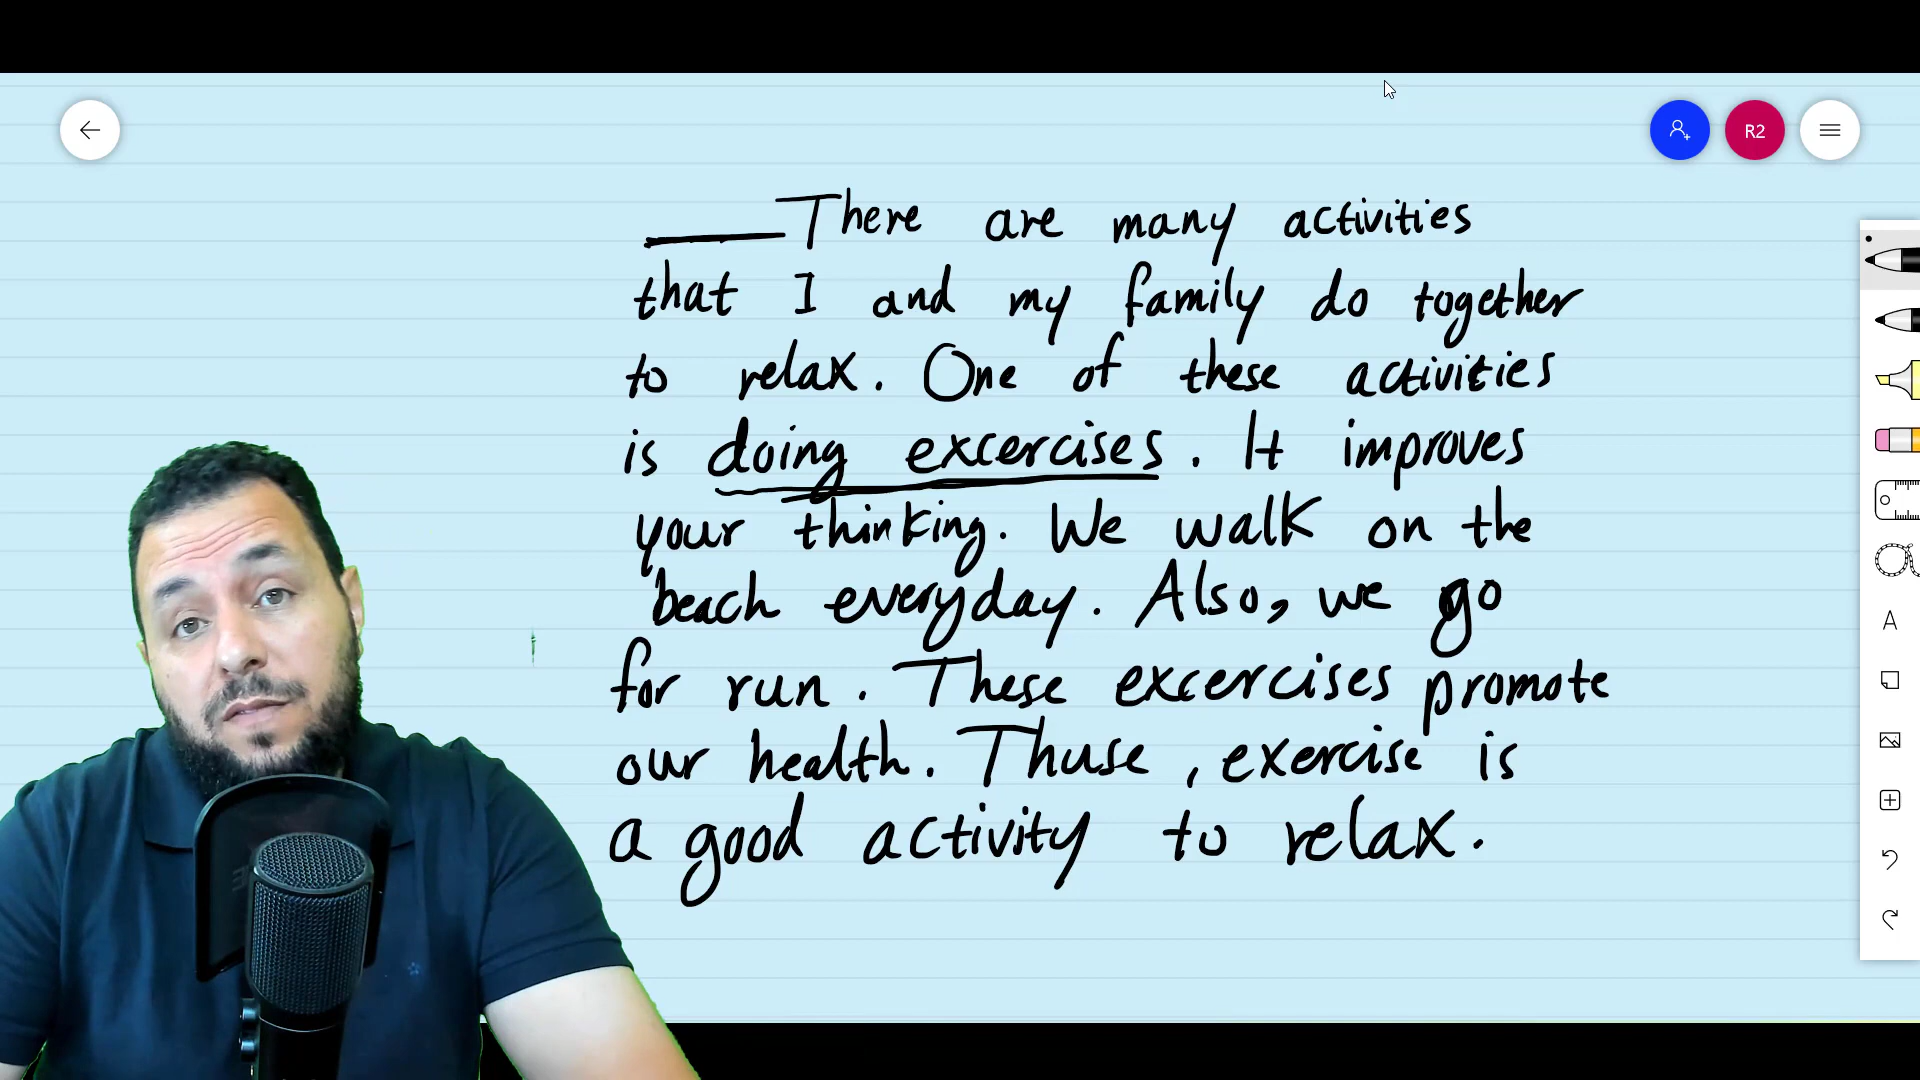 R2
There are many activities
that I and my family do together
to relax. One of these activities
is doing excercises. It improves
your thinking. We walk on the
beach everyday. Also, we go
for run. These excercises promote
our health. Thuse, exercise is
a good activity to relax.
A